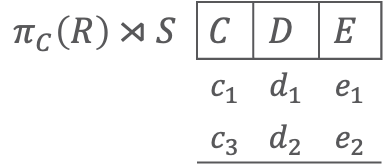 π_C(R) ⋊ S C D E
c₁ d₁ e₁
c₃ d₂ e₂